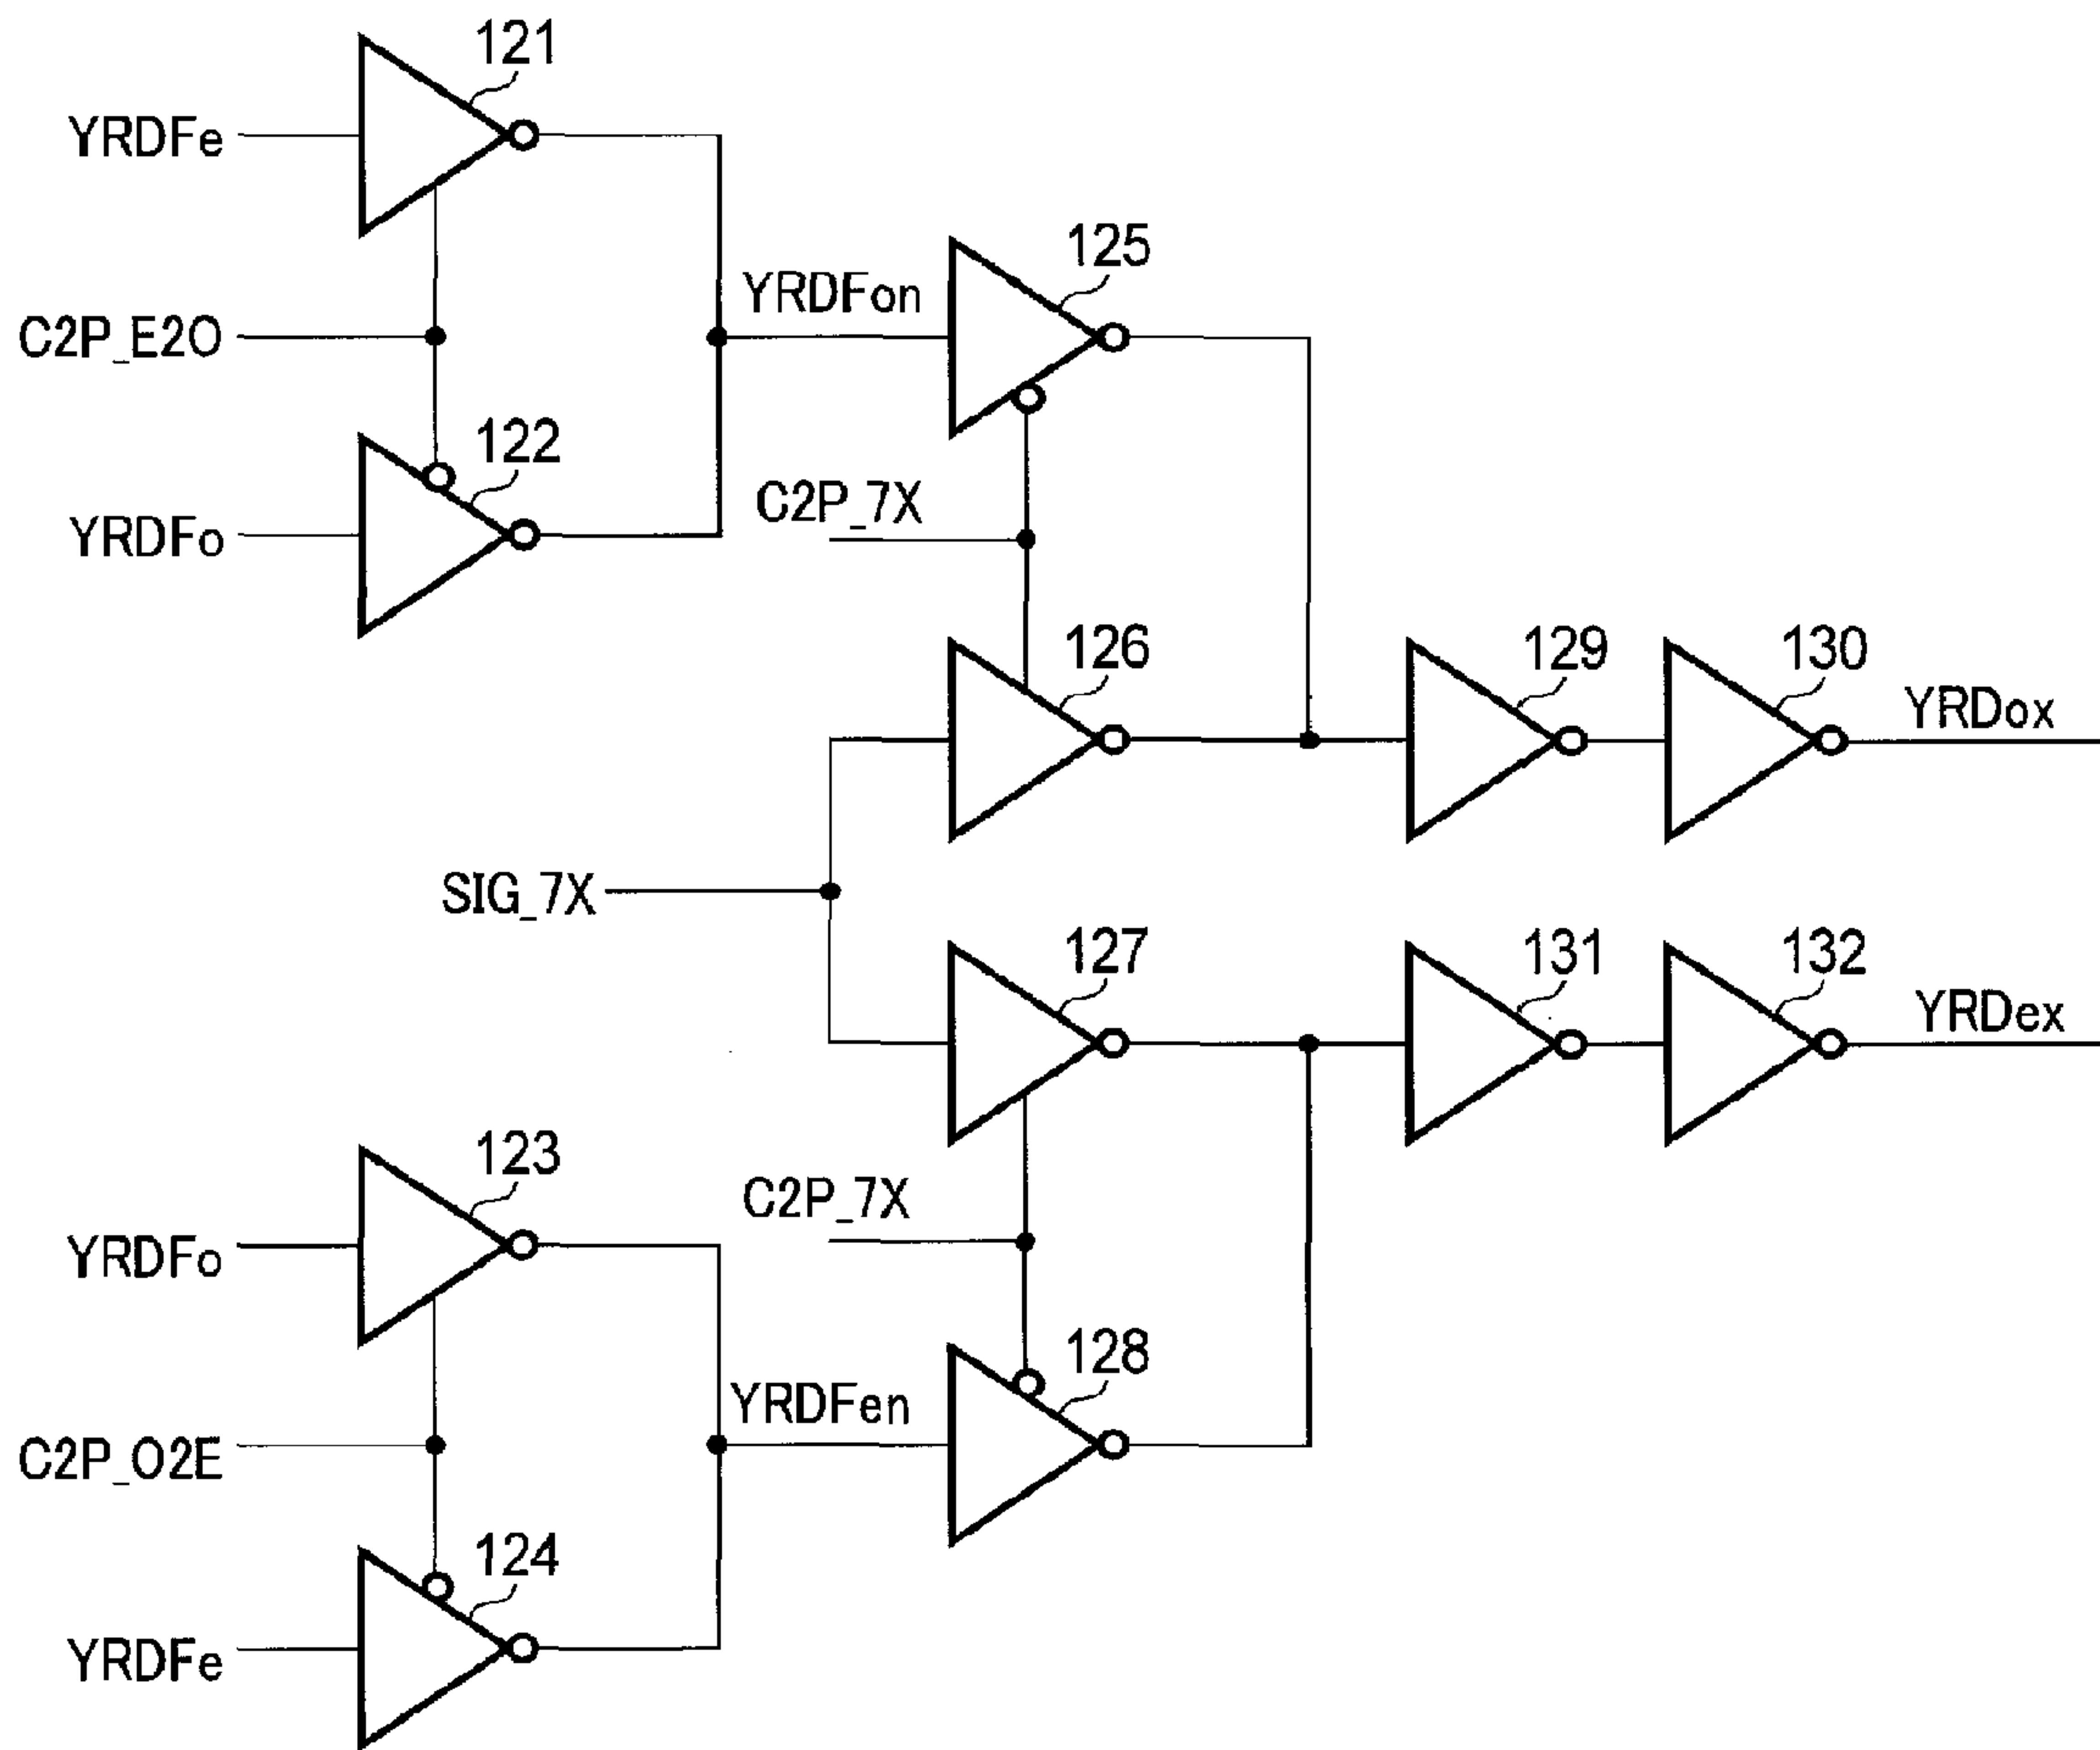 121
YRDFe
125
YRDFon
C2P_E2O
122
C2P_7X
YRDFo
126
129
130
YRDox
SIG_7X
127
131
132
YRDex
123
C2P_7X
YRDFo
128
YRDFen
C2P_O2E
124
YRDFe